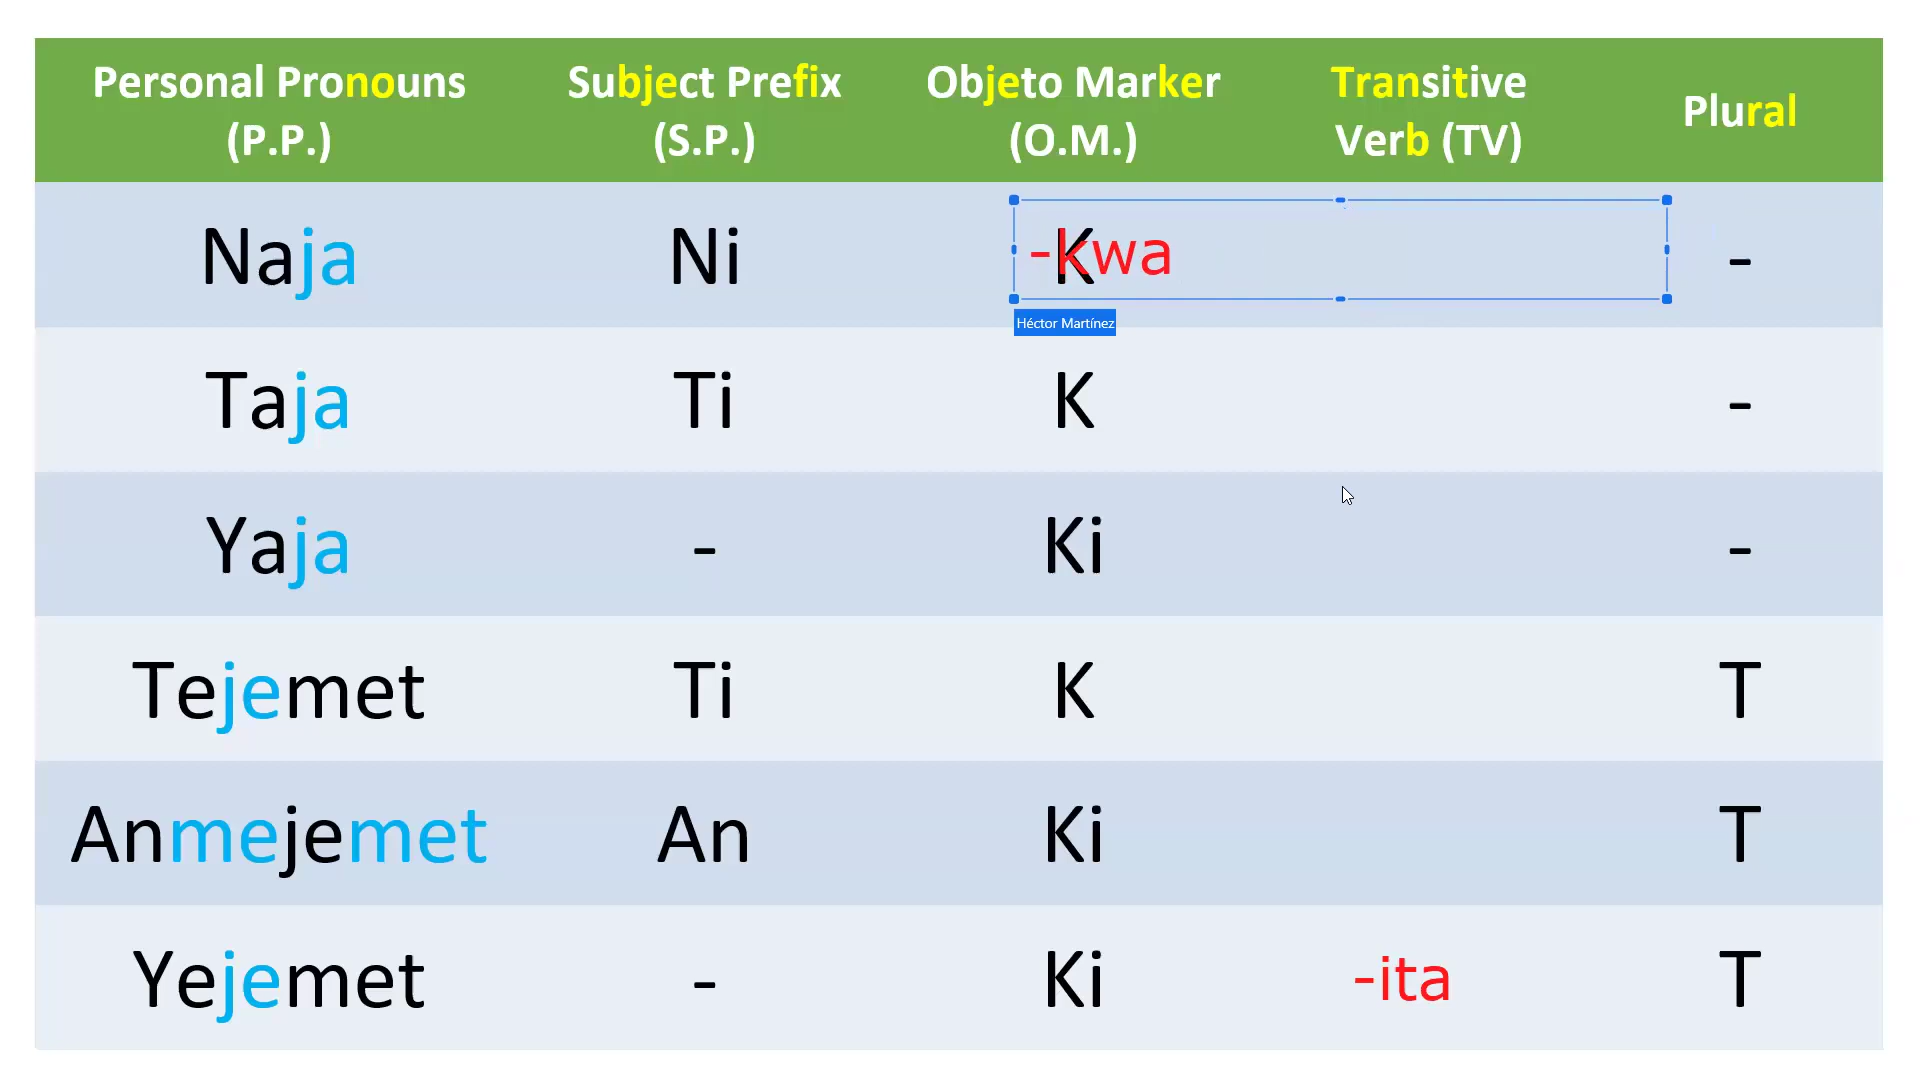 Personal Pronouns (P.P.)
Subject Prefix (S.P.)
Objeto Marker (O.M.)
Transitive Verb (TV)
Plural
Naja Ni K -kwa -
Héctor Martínez
Taja Ti K -
Yaja - Ki -
Tejemet Ti K T
Anmejemet An Ki T
Yejemet - Ki -ita T